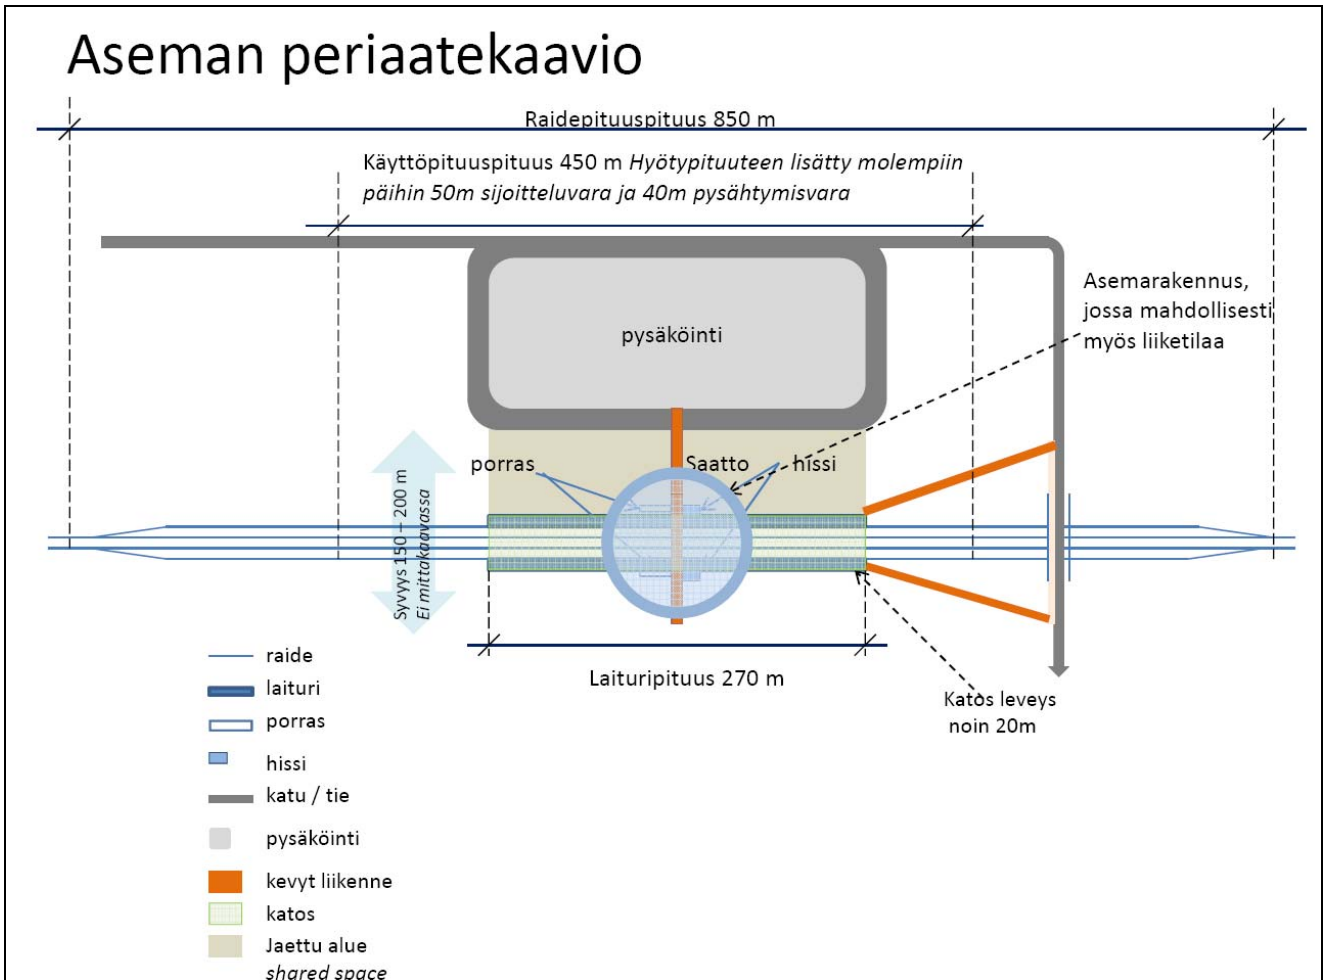 Aseman periaatekaavio
Raidepituuspituus 850 m
Käyttöpituuspituus 450 m Hyötypituuteen lisätty molempiin
päihin 50m sijoitteluvara ja 40m pysähtymisvara
Asemarakennus,
jossa mahdollisesti
myös liiketilaa
pysäköinti
porras
Saatto
hissi
Syvyys 150 – 200 m
Ei mittakaavassa
Laituripituus 270 m
Katos leveys
noin 20m
raide
laituri
porras
hissi
katu / tie
pysäköinti
kevyt liikenne
katos
Jaettu alue
shared space